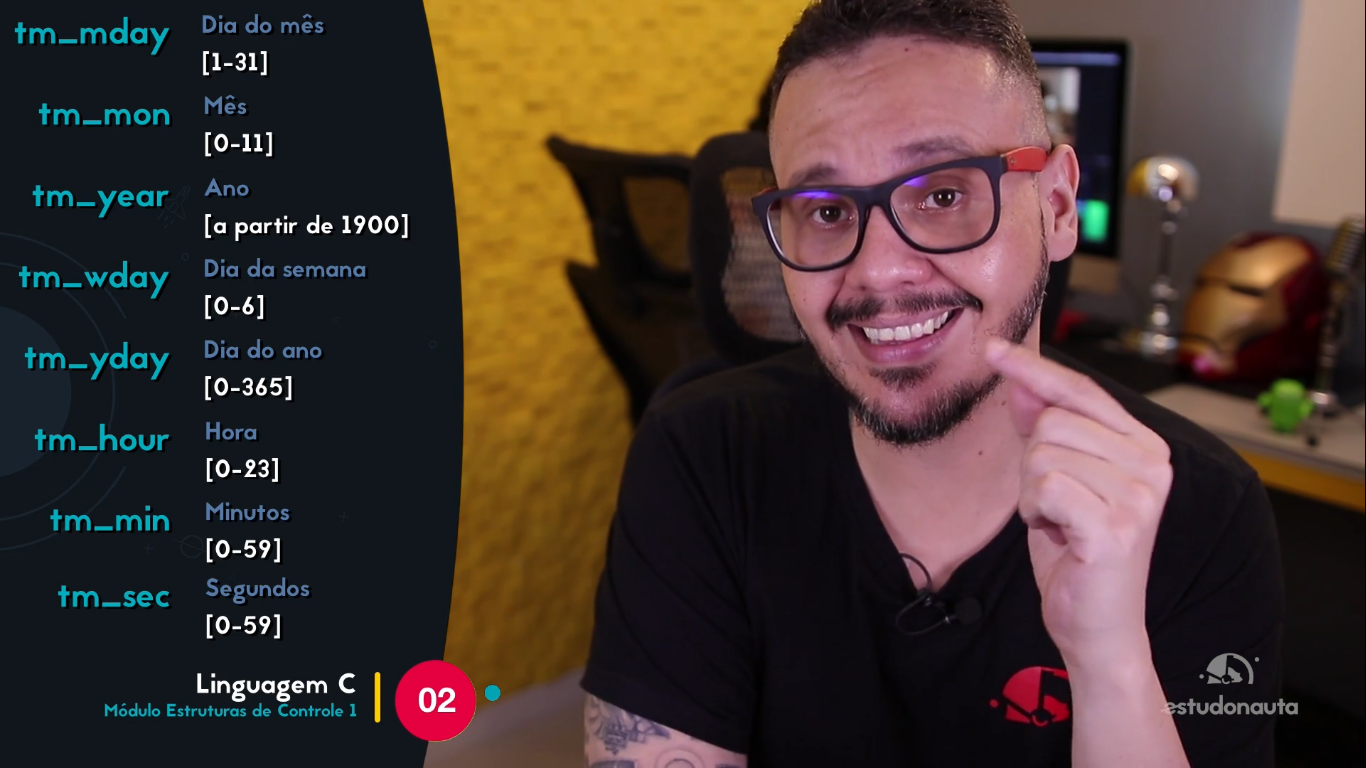 tm_mday Dia do mês
[1-31]
tm_mon Mês
[0-11]
tm_year Ano
[a partir de 1900]
tm_wday Dia da semana
[0-6]
tm_yday Dia do ano
[0-365]
tm_hour Hora
[0-23]
tm_min Minutos
[0-59]
tm_sec Segundos
[0-59]
Linguagem C
Módulo Estruturas de Controle 1
02
estudonauta